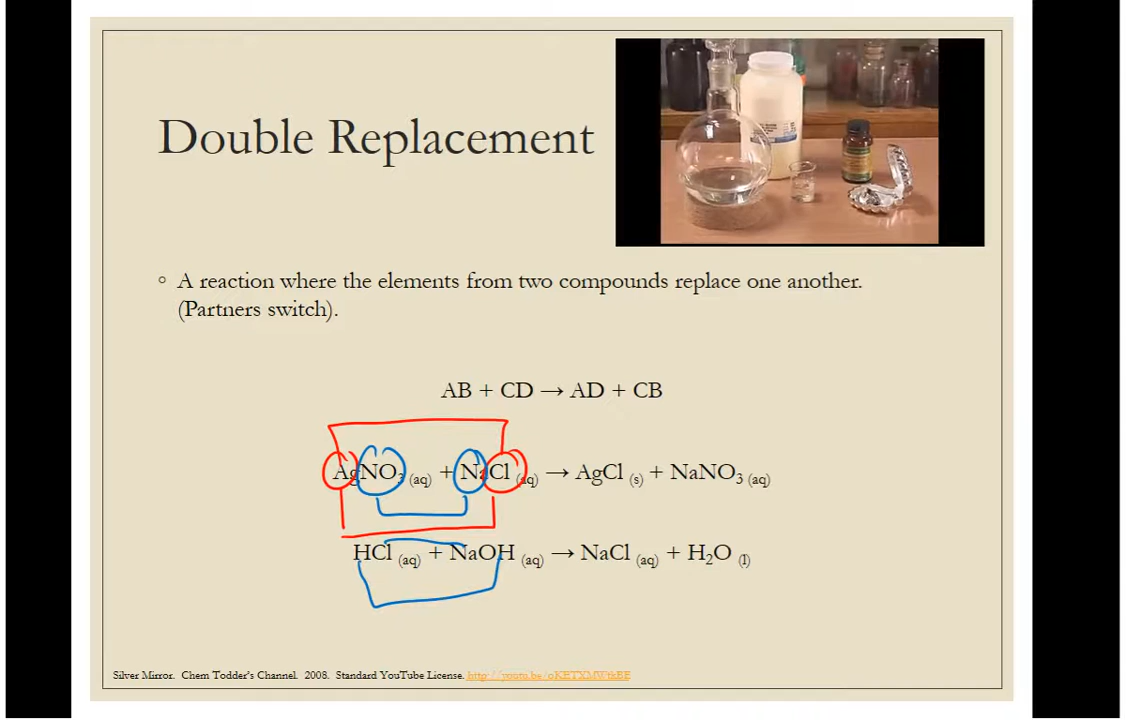 Double Replacement
◦ A reaction where the elements from two compounds replace one another.
(Partners switch).
AB + CD → AD + CB
AgNO₃ (aq) + NaCl (aq) → AgCl (s) + NaNO₃ (aq)
HCl (aq) + NaOH (aq) → NaCl (aq) + H₂O (l)
Silver Mirror. Chem Todder's Channel. 2008. Standard YouTube License.